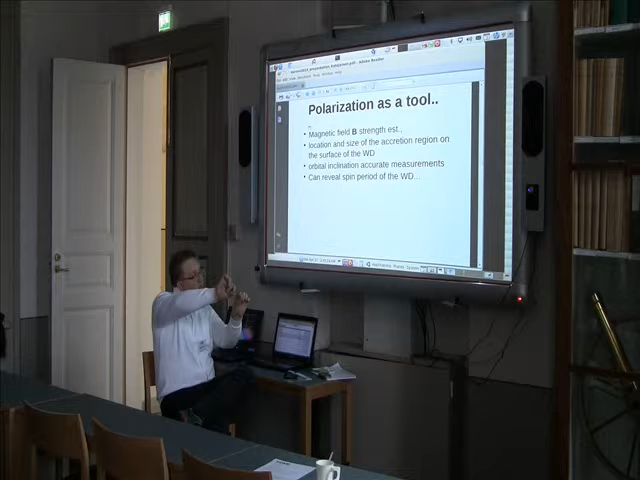 Polarization as a tool..
• Magnetic field B strength est.,
• location and size of the accretion region on
the surface of the WD
• orbital inclination accurate measurements
• Can reveal spin period of the WD...